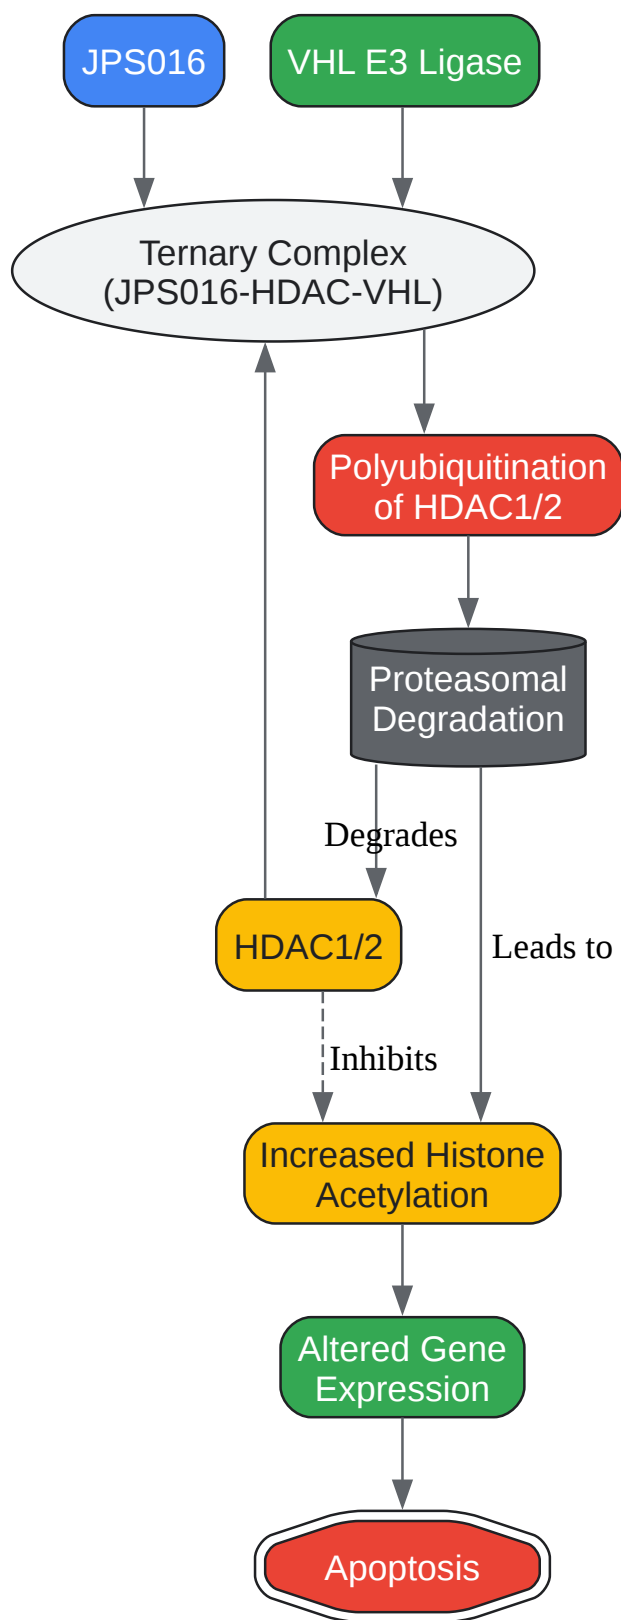 JPS016
VHL E3 Ligase
Ternary Complex
(JPS016-HDAC-VHL)
Polyubiquitination
of HDAC1/2
Proteasomal
Degradation
Degrades
HDAC1/2
Leads to
Inhibits
Increased Histone
Acetylation
Altered Gene
Expression
Apoptosis